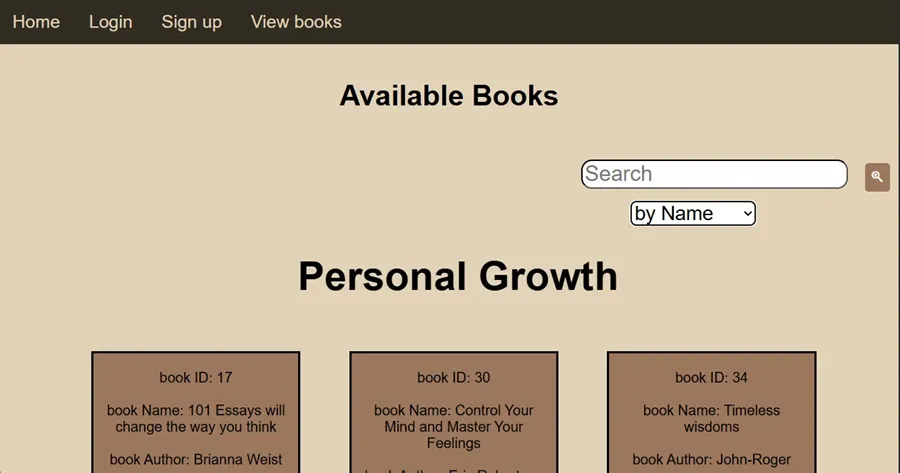 Home Login Sign up View books
Available Books
Search
by Name
Personal Growth
book ID: 17
book Name: 101 Essays will
change the way you think
book Author: Brianna Weist
book ID: 30
book Name: Control Your
Mind and Master Your
Feelings
book ID: 34
book Name: Timeless
wisdoms
book Author: John-Roger